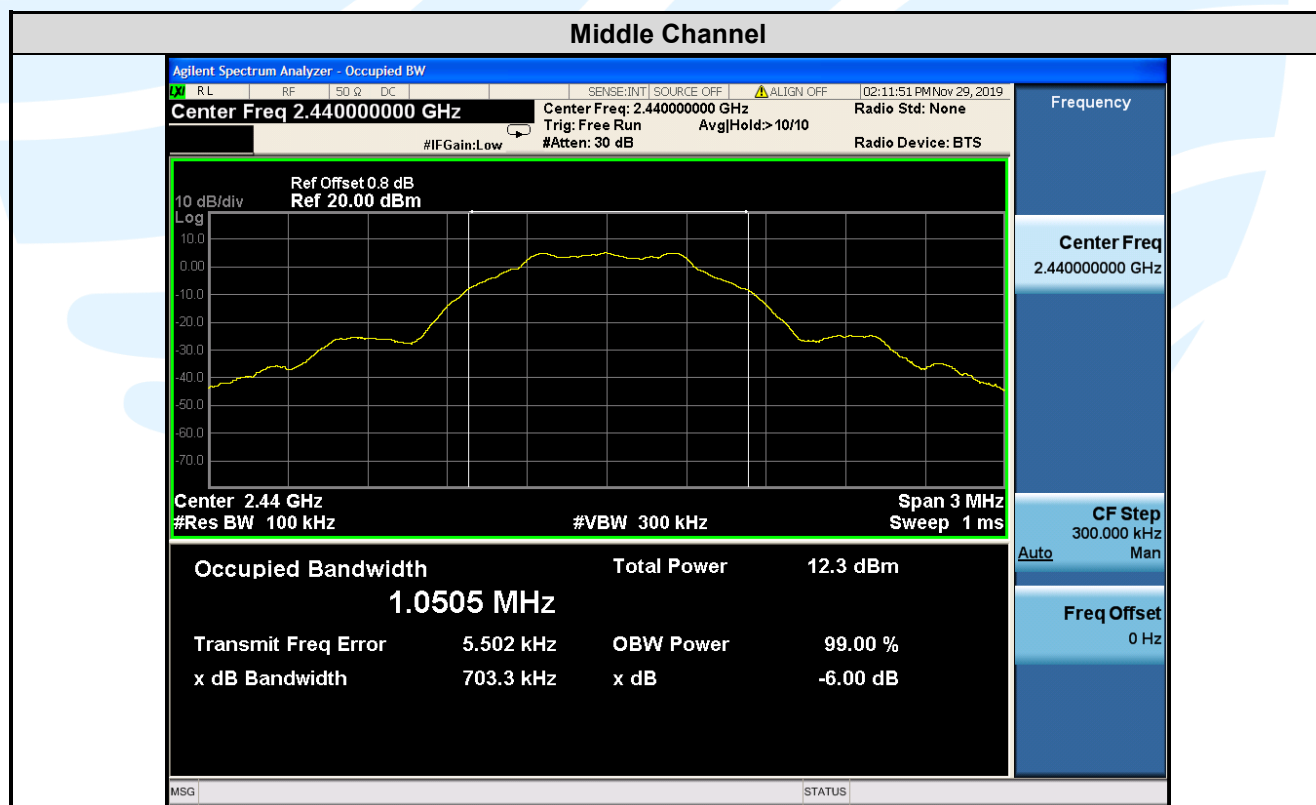 Middle Channel
Agilent Spectrum Analyzer - Occupied BW
LXI RL RF 50 Ω DC SENSE:INT SOURCE OFF ALIGN OFF 02:11:51 PM Nov 29, 2019
Center Freq 2.440000000 GHz
Center Freq: 2.440000000 GHz
Radio Std: None
Trig: Free Run Avg|Hold:>10/10
#IFGain:Low
#Atten: 30 dB
Radio Device: BTS
Ref Offset 0.8 dB
10 dB/div Ref 20.00 dBm
Log
10.0
0.00
-10.0
-20.0
-30.0
-40.0
-50.0
-60.0
-70.0
Center 2.44 GHz Span 3 MHz
#Res BW 100 kHz #VBW 300 kHz Sweep 1 ms
Occupied Bandwidth Total Power 12.3 dBm
1.0505 MHz
Transmit Freq Error 5.502 kHz OBW Power 99.00 %
x dB Bandwidth 703.3 kHz x dB -6.00 dB
Frequency
Center Freq
2.440000000 GHz
CF Step
300.000 kHz
Auto Man
Freq Offset
0 Hz
MSG STATUS